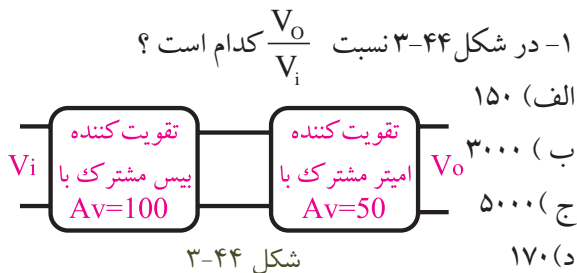 ۱- در شکل ۴۴-۳ نسبت Vo/Vi کدام است ؟
الف) ۱۵۰
ب) ۳۰۰۰
ج) ۵۰۰۰
د) ۱۷۰
Vi
تقویت‌کننده
بیس مشترک با
Av=100
تقویت‌کننده
امیتر مشترک با
Av=50
Vo
شکل ۴۴-۳